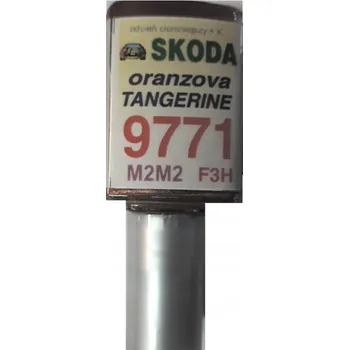 SKODA
oranzova
TANGERINE
9771
M2M2 F3H